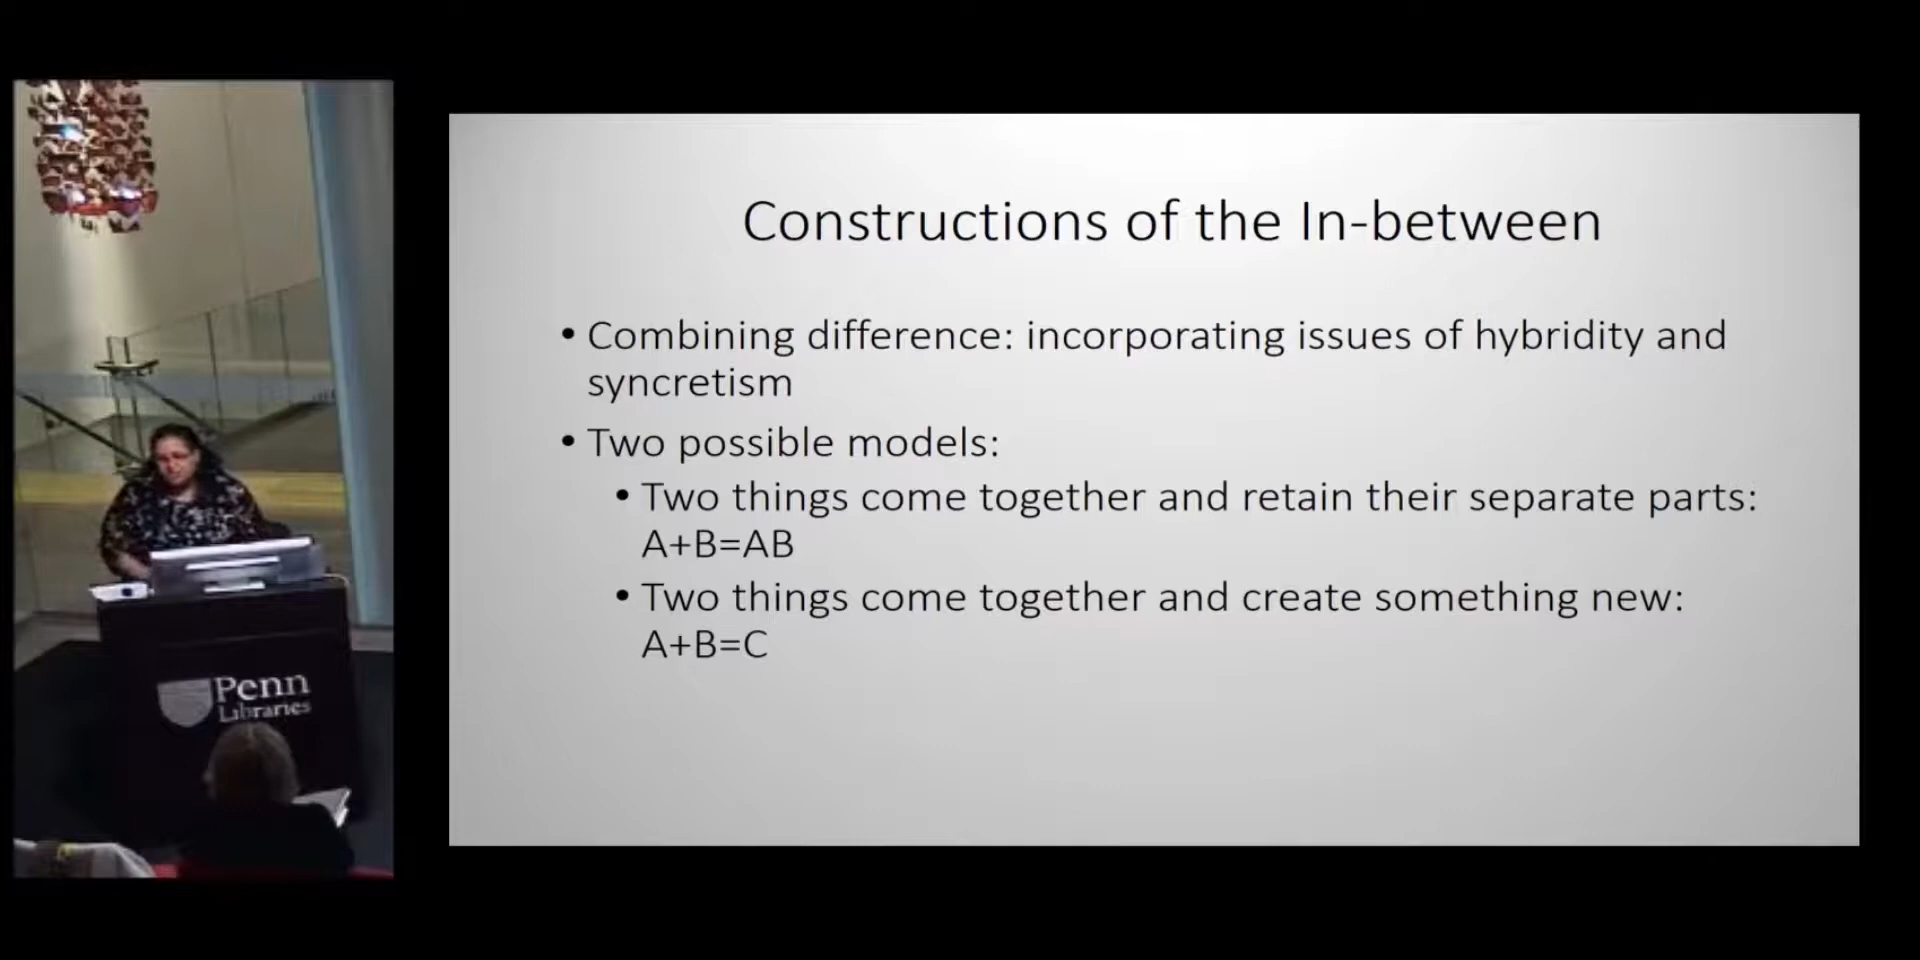 Constructions of the In-between
• Combining difference: incorporating issues of hybridity and
syncretism
• Two possible models:
• Two things come together and retain their separate parts:
A+B=AB
• Two things come together and create something new:
A+B=C
Penn
Libraries